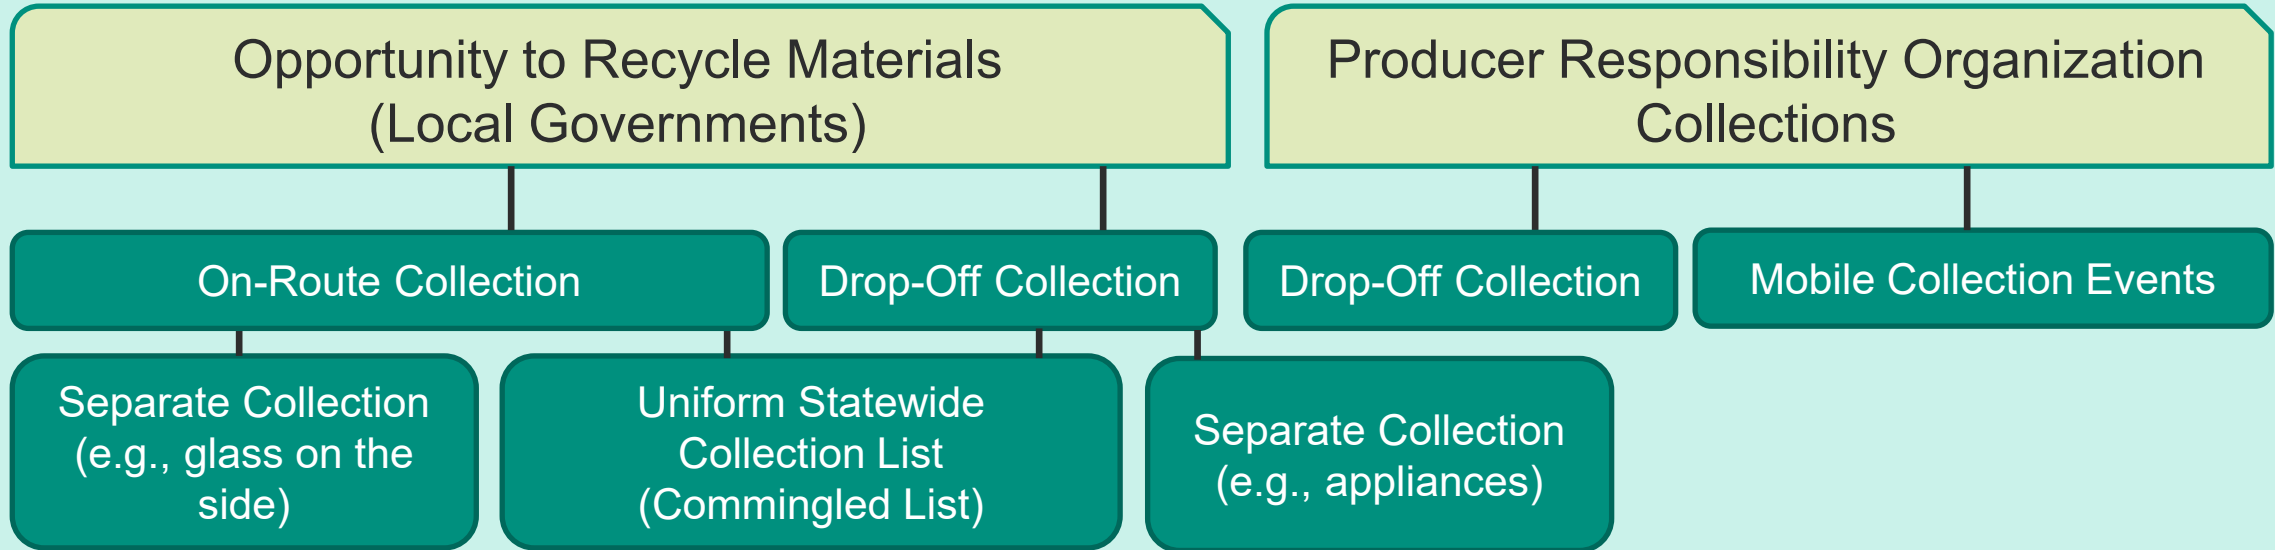 Opportunity to Recycle Materials
(Local Governments)
Producer Responsibility Organization
Collections
On-Route Collection
Drop-Off Collection
Drop-Off Collection
Mobile Collection Events
Separate Collection
(e.g., glass on the
side)
Uniform Statewide
Collection List
(Commingled List)
Separate Collection
(e.g., appliances)